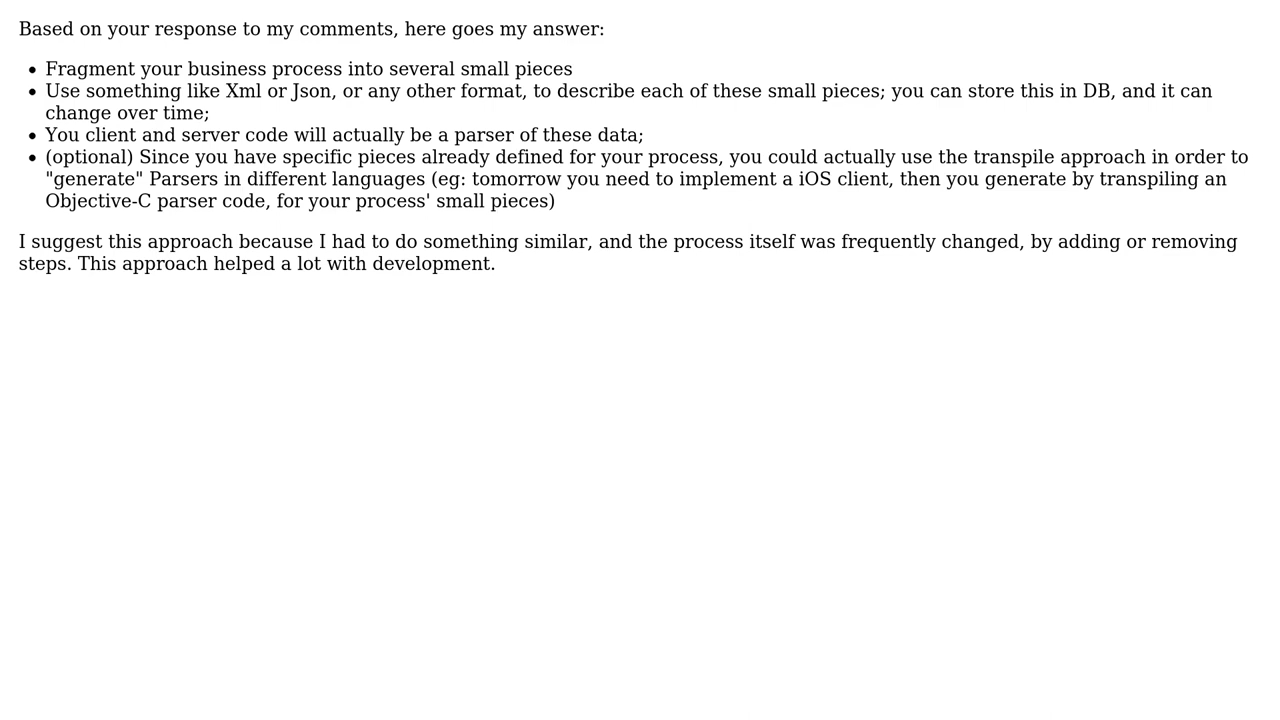 Based on your response to my comments, here goes my answer:
• Fragment your business process into several small pieces
• Use something like Xml or Json, or any other format, to describe each of these small pieces; you can store this in DB, and it can
change over time;
• You client and server code will actually be a parser of these data;
• (optional) Since you have specific pieces already defined for your process, you could actually use the transpile approach in order to
"generate" Parsers in different languages (eg: tomorrow you need to implement a iOS client, then you generate by transpiling an
Objective-C parser code, for your process' small pieces)
I suggest this approach because I had to do something similar, and the process itself was frequently changed, by adding or removing
steps. This approach helped a lot with development.